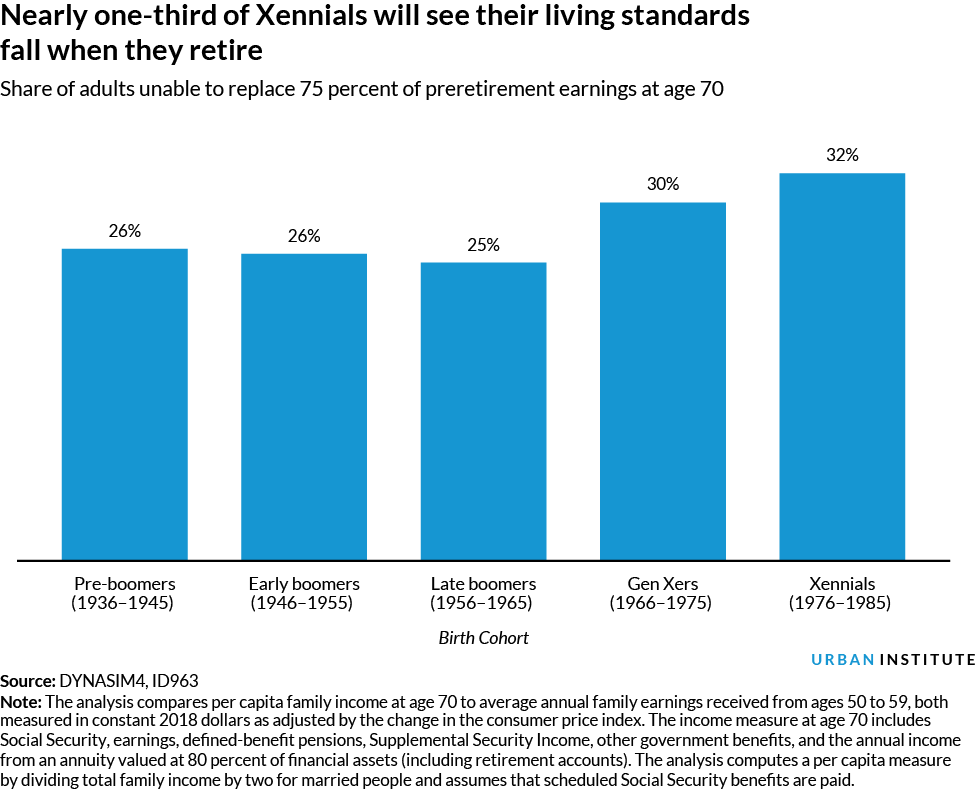 Nearly one-third of Xennials will see their living standards
fall when they retire
Share of adults unable to replace 75 percent of preretirement earnings at age 70
26%
26%
25%
30%
32%
Pre-boomers
(1936–1945)
Early boomers
(1946–1955)
Late boomers
(1956–1965)
Gen Xers
(1966–1975)
Xennials
(1976–1985)
Birth Cohort
URBAN INSTITUTE
Source: DYNASIM4, ID963
Note: The analysis compares per capita family income at age 70 to average annual family earnings received from ages 50 to 59, both
measured in constant 2018 dollars as adjusted by the change in the consumer price index. The income measure at age 70 includes
Social Security, earnings, defined-benefit pensions, Supplemental Security Income, other government benefits, and the annual income
from an annuity valued at 80 percent of financial assets (including retirement accounts). The analysis computes a per capita measure
by dividing total family income by two for married people and assumes that scheduled Social Security benefits are paid.